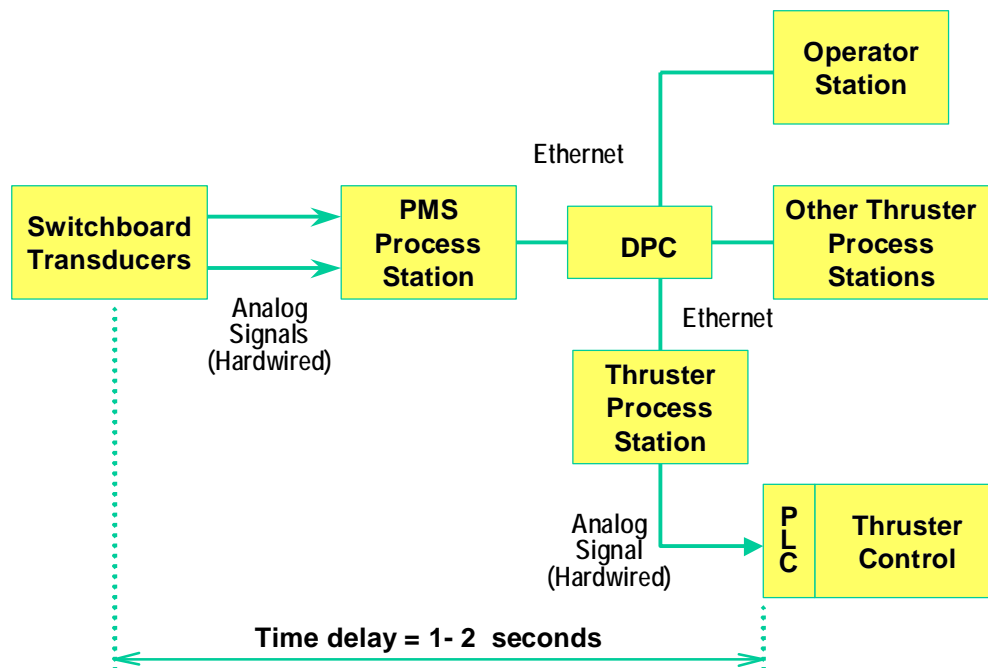 Operator
Station
Ethernet
Switchboard
Transducers
PMS
Process
Station
DPC
Other Thruster
Process
Stations
Analog
Signals
(Hardwired)
Ethernet
Thruster
Process
Station
Analog
Signal
(Hardwired)
P
L
C
Thruster
Control
Time delay = 1- 2 seconds